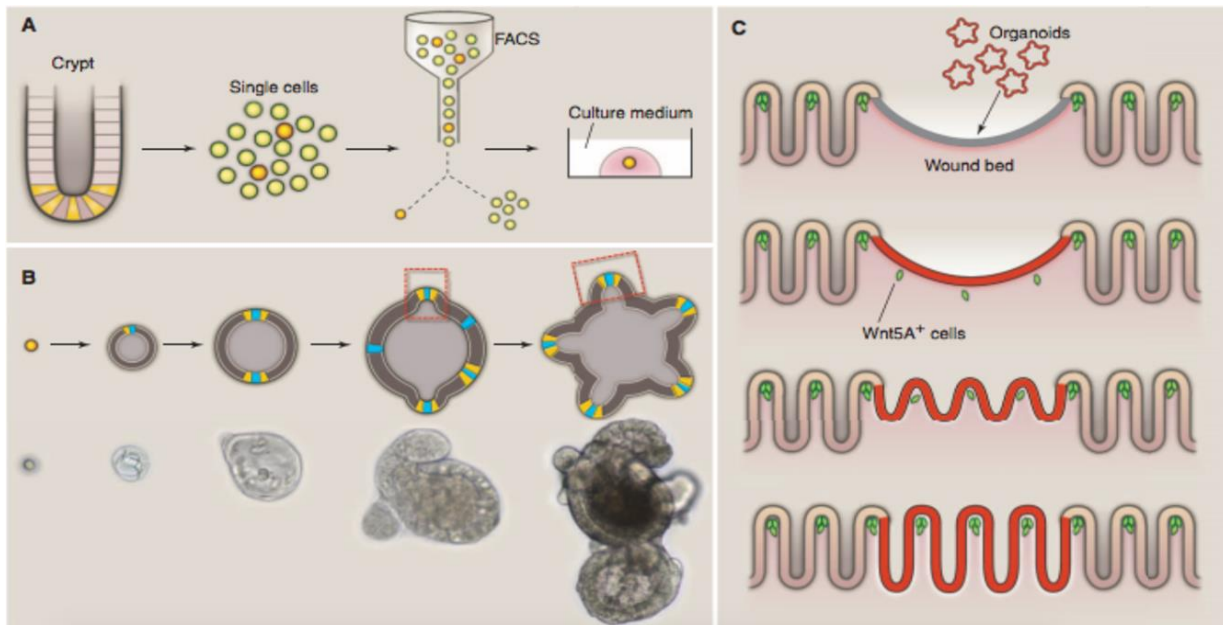 A
Crypt
Single cells
FACS
Culture medium
B
C
Organoids
Wound bed
Wnt5A+ cells